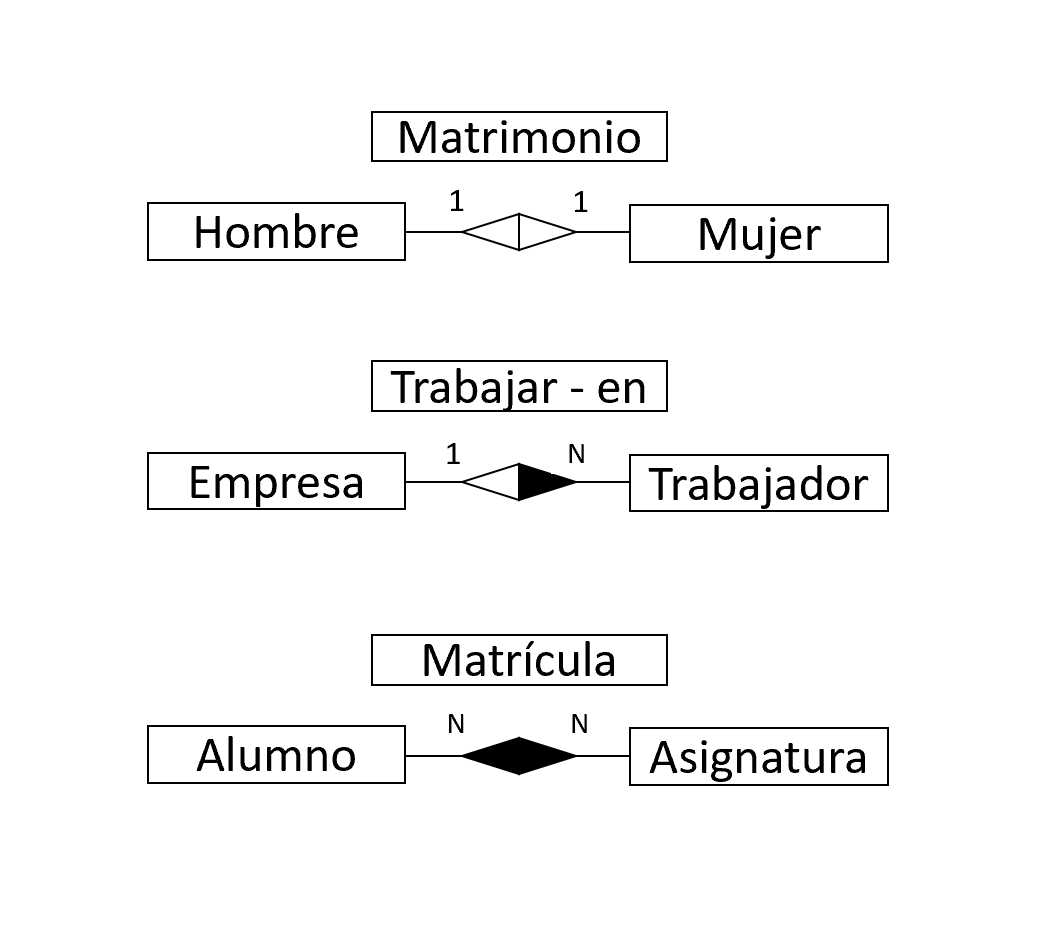 Matrimonio
1 1
Hombre Mujer
Trabajar - en
1 N
Empresa Trabajador
Matrícula
N N
Alumno Asignatura